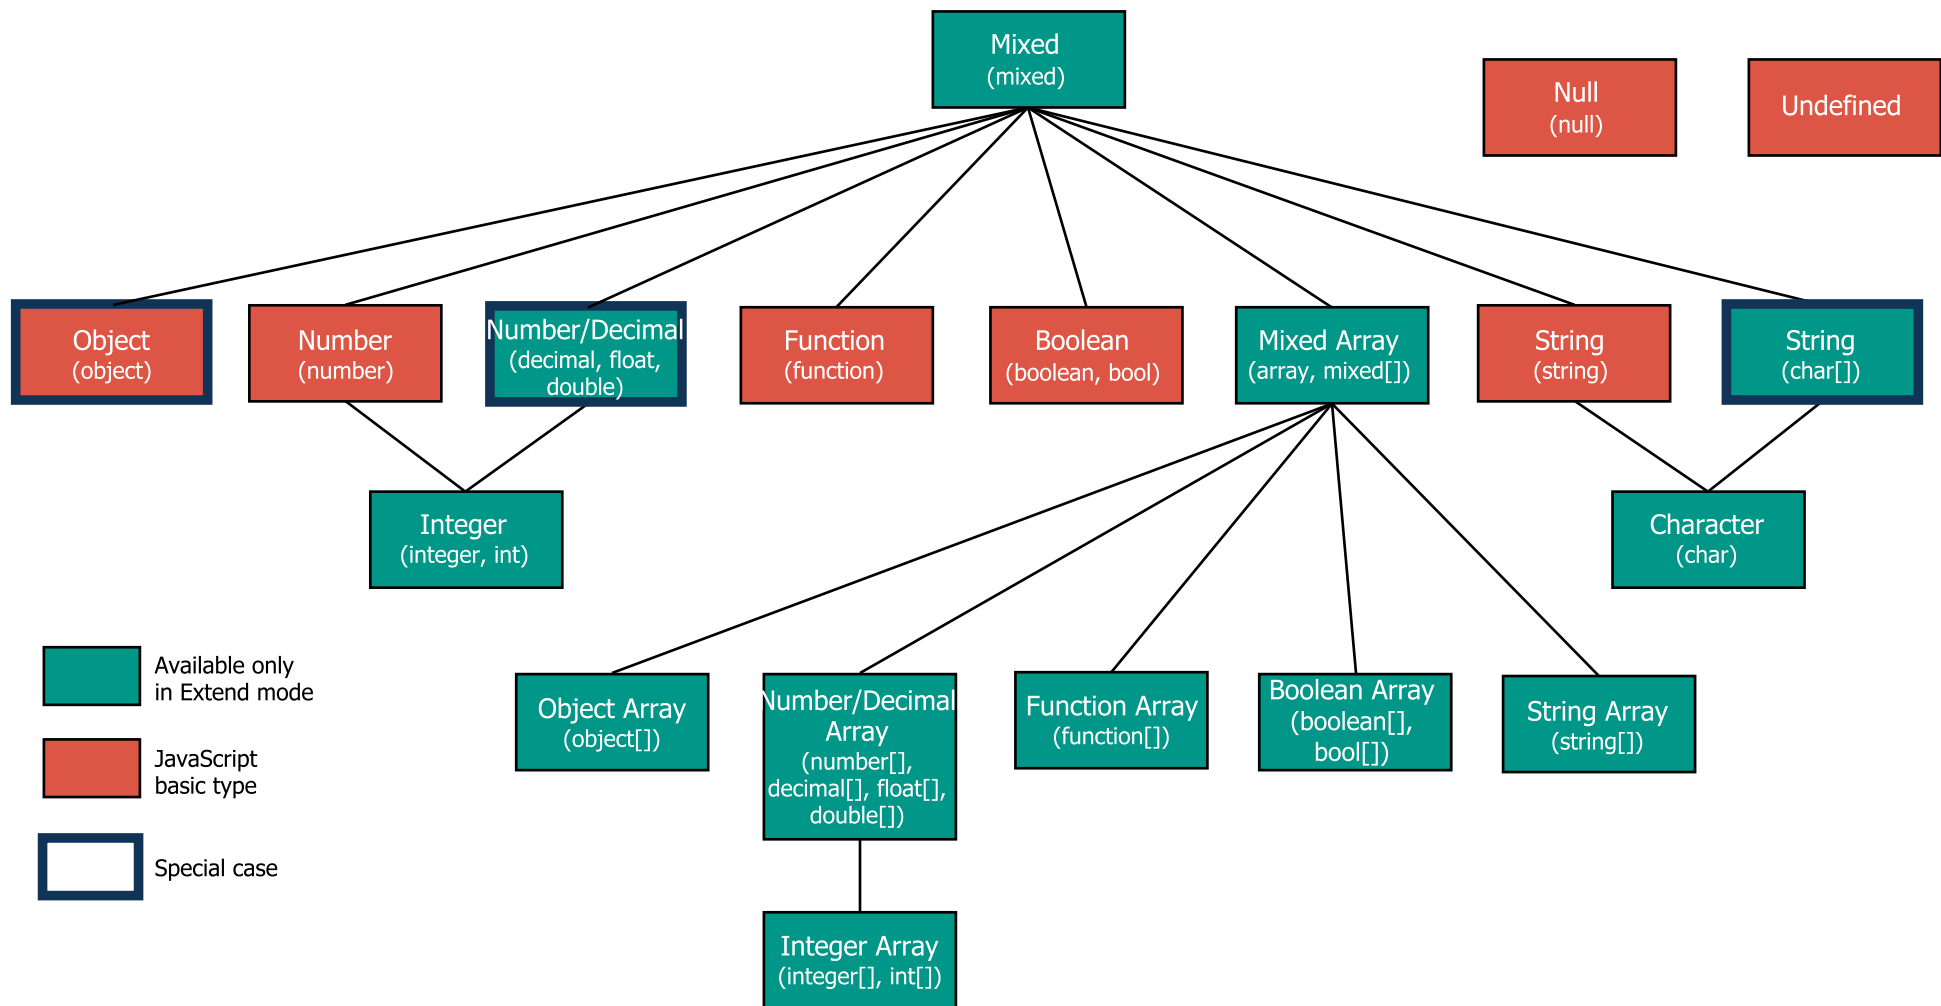 Mixed
(mixed)
Null
(null)
Undefined
Object
(object)
Number
(number)
Number/Decimal
(decimal, float,
double)
Function
(function)
Boolean
(boolean, bool)
Mixed Array
(array, mixed[])
String
(string)
String
(char[])
Integer
(integer, int)
Character
(char)
Available only
in Extend mode
JavaScript
basic type
Special case
Object Array
(object[])
Number/Decimal
Array
(number[],
decimal[], float[],
double[])
Function Array
(function[])
Boolean Array
(boolean[],
bool[])
String Array
(string[])
Integer Array
(integer[], int[])